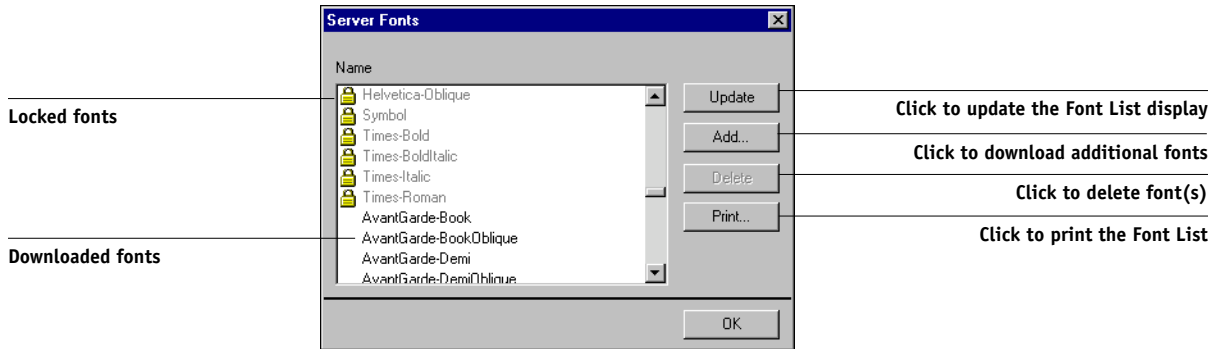 Server Fonts
Name
Helvetica-Oblique
Symbol
Times-Bold
Times-BoldItalic
Times-Italic
Times-Roman
AvantGarde-Book
AvantGarde-BookOblique
AvantGarde-Demi
AvantGarde-DemiOblique
Update
Add...
Delete
Print...
OK
Locked fonts
Downloaded fonts
Click to update the Font List display
Click to download additional fonts
Click to delete font(s)
Click to print the Font List